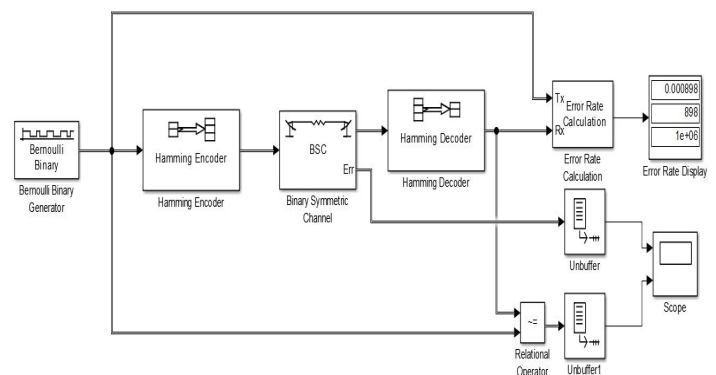 Bernoulli
Binary
Bernoulli Binary
Generator
Hamming Encoder
Hamming Encoder
BSC
Err
Binary Symmetric
Channel
Hamming Decoder
Hamming Decoder
Tx
Rx
Error Rate
Calculation
Error Rate
Calculation
0.000898
898
1e+06
Error Rate Display
Unbuffer
Scope
~=
Relational
Operator
Unbuffer1